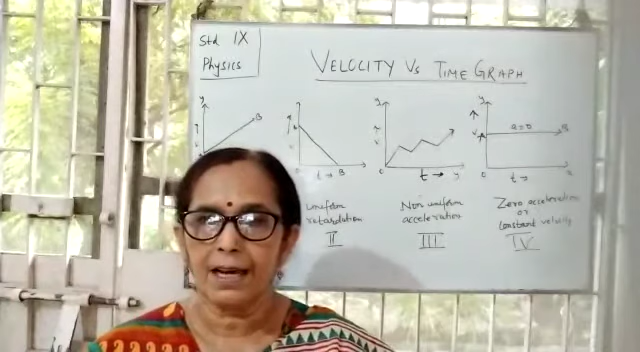 Std IX
Physics
VELOCITY Vs TIME GRAPH
y
B
y
A
v
O
t →
B
y
v
O
t →
y
y
v
A
a=0
B
O
t →
x
Uniform
retardation
II
Non uniform
acceleration
III
Zero acceleration
or
constant velocity
IV